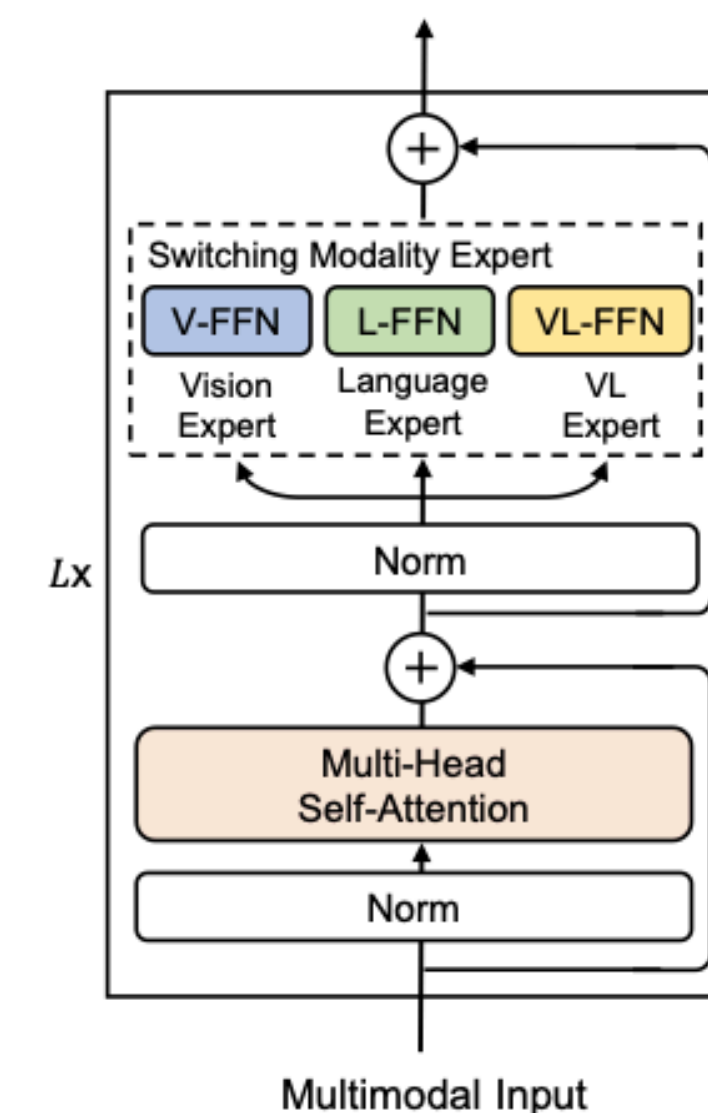 +
Switching Modality Expert
V-FFN L-FFN VL-FFN
Vision Expert
Language Expert
VL Expert
Norm
Lx
+
Multi-Head
Self-Attention
Norm
Multimodal Input